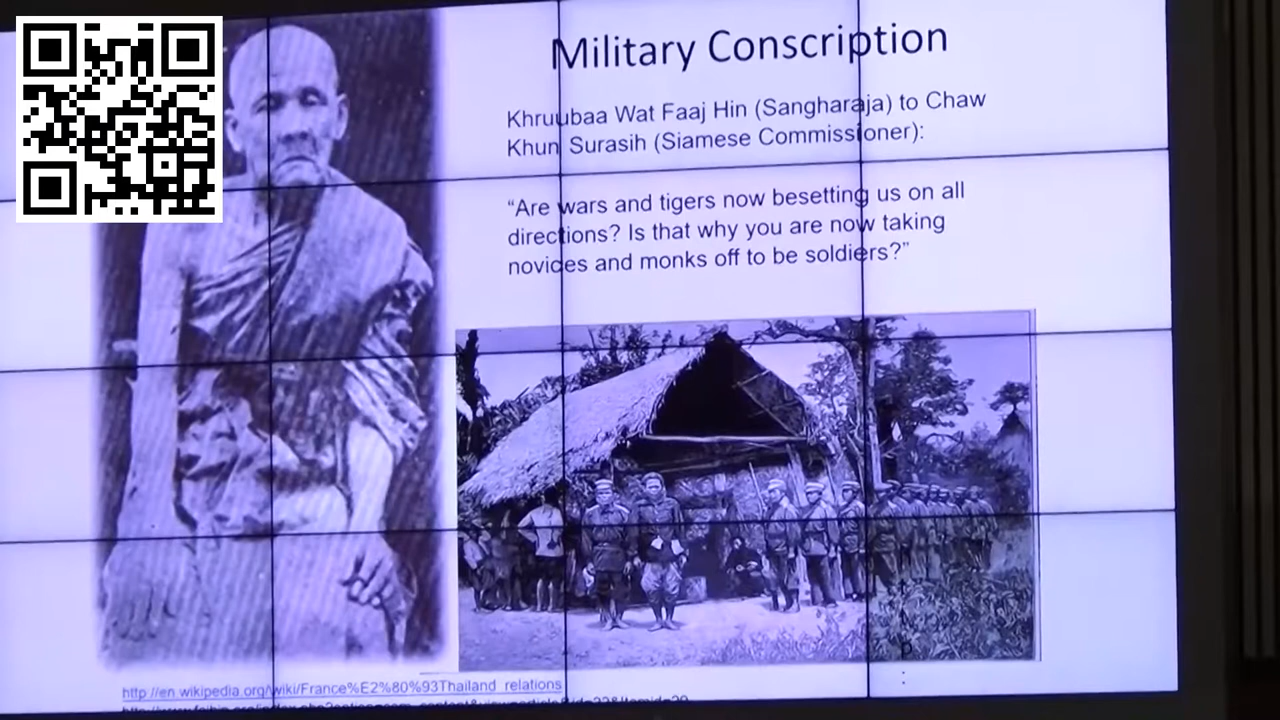 Military Conscription
Khruubaa Wat Faaj Hin (Sangharaja) to Chaw
Khun Surasih (Siamese Commissioner):
“Are wars and tigers now besetting us on all
directions? Is that why you are now taking
novices and monks off to be soldiers?”
http://en.wikipedia.org/wiki/France%E2%80%93Thailand_relations